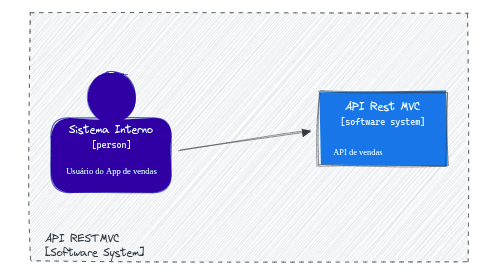 Sistema Interno
[person]
Usuário do App de vendas
API Rest MVC
[software system]
API de vendas
API RESTMVC
[Software System]